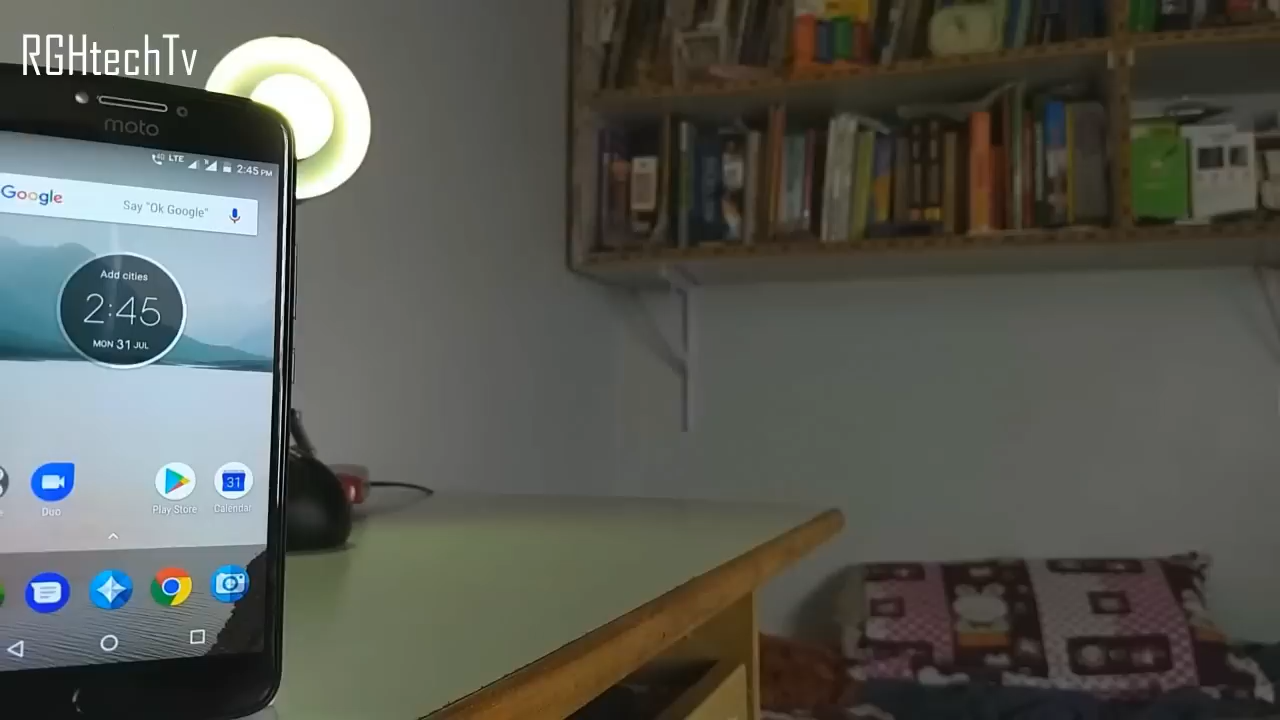 RGHtechTv
moto
4G LTE 2:45 PM
Google Say "Ok Google"
Add cities
2:45
MON 31 JUL
31
Duo
Play Store
Calendar